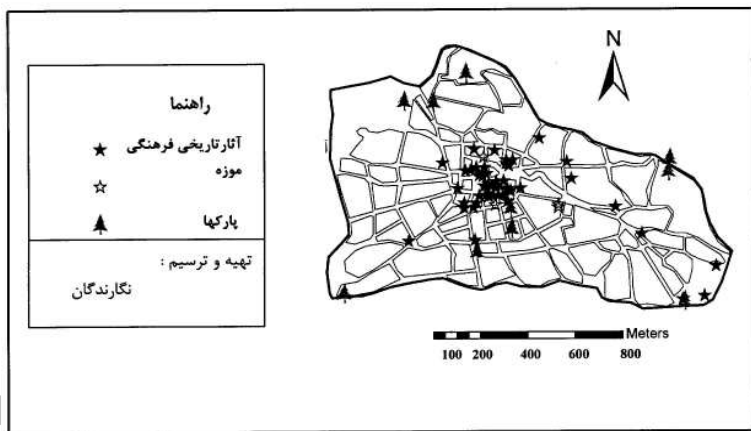 راهنما
آثارتاریخی فرهنگی
موزه
پارکها
تهیه و ترسیم :
نگارندگان
N
Meters
100 200 400 600 800